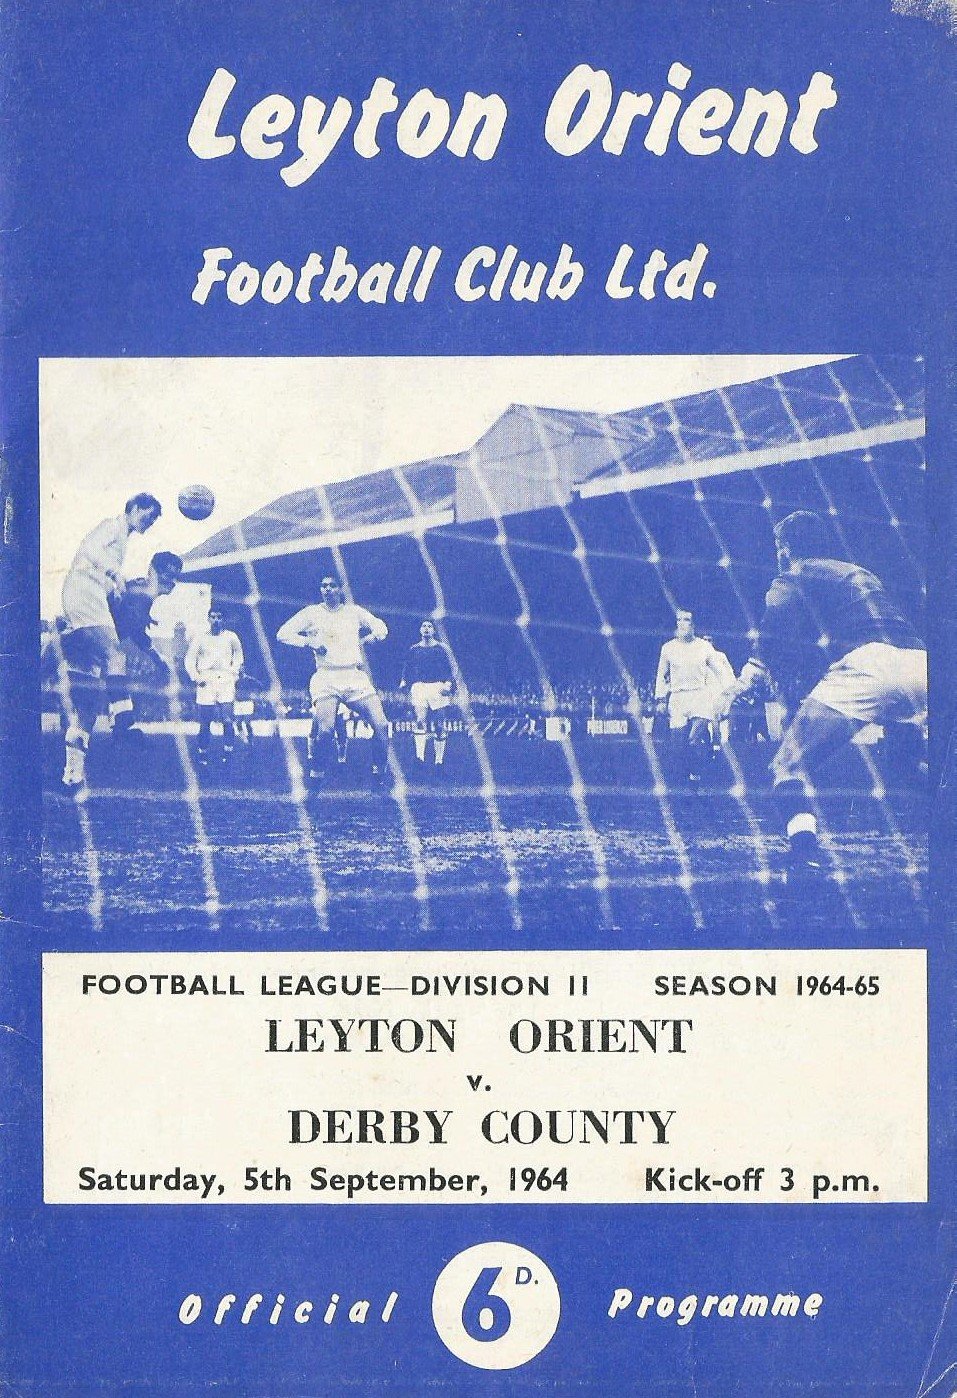 Leyton Orient
Football Club Ltd.
FOOTBALL LEAGUE—DIVISION II SEASON 1964-65
LEYTON ORIENT
v.
DERBY COUNTY
Saturday, 5th September, 1964 Kick-off 3 p.m.
Official 6D. Programme